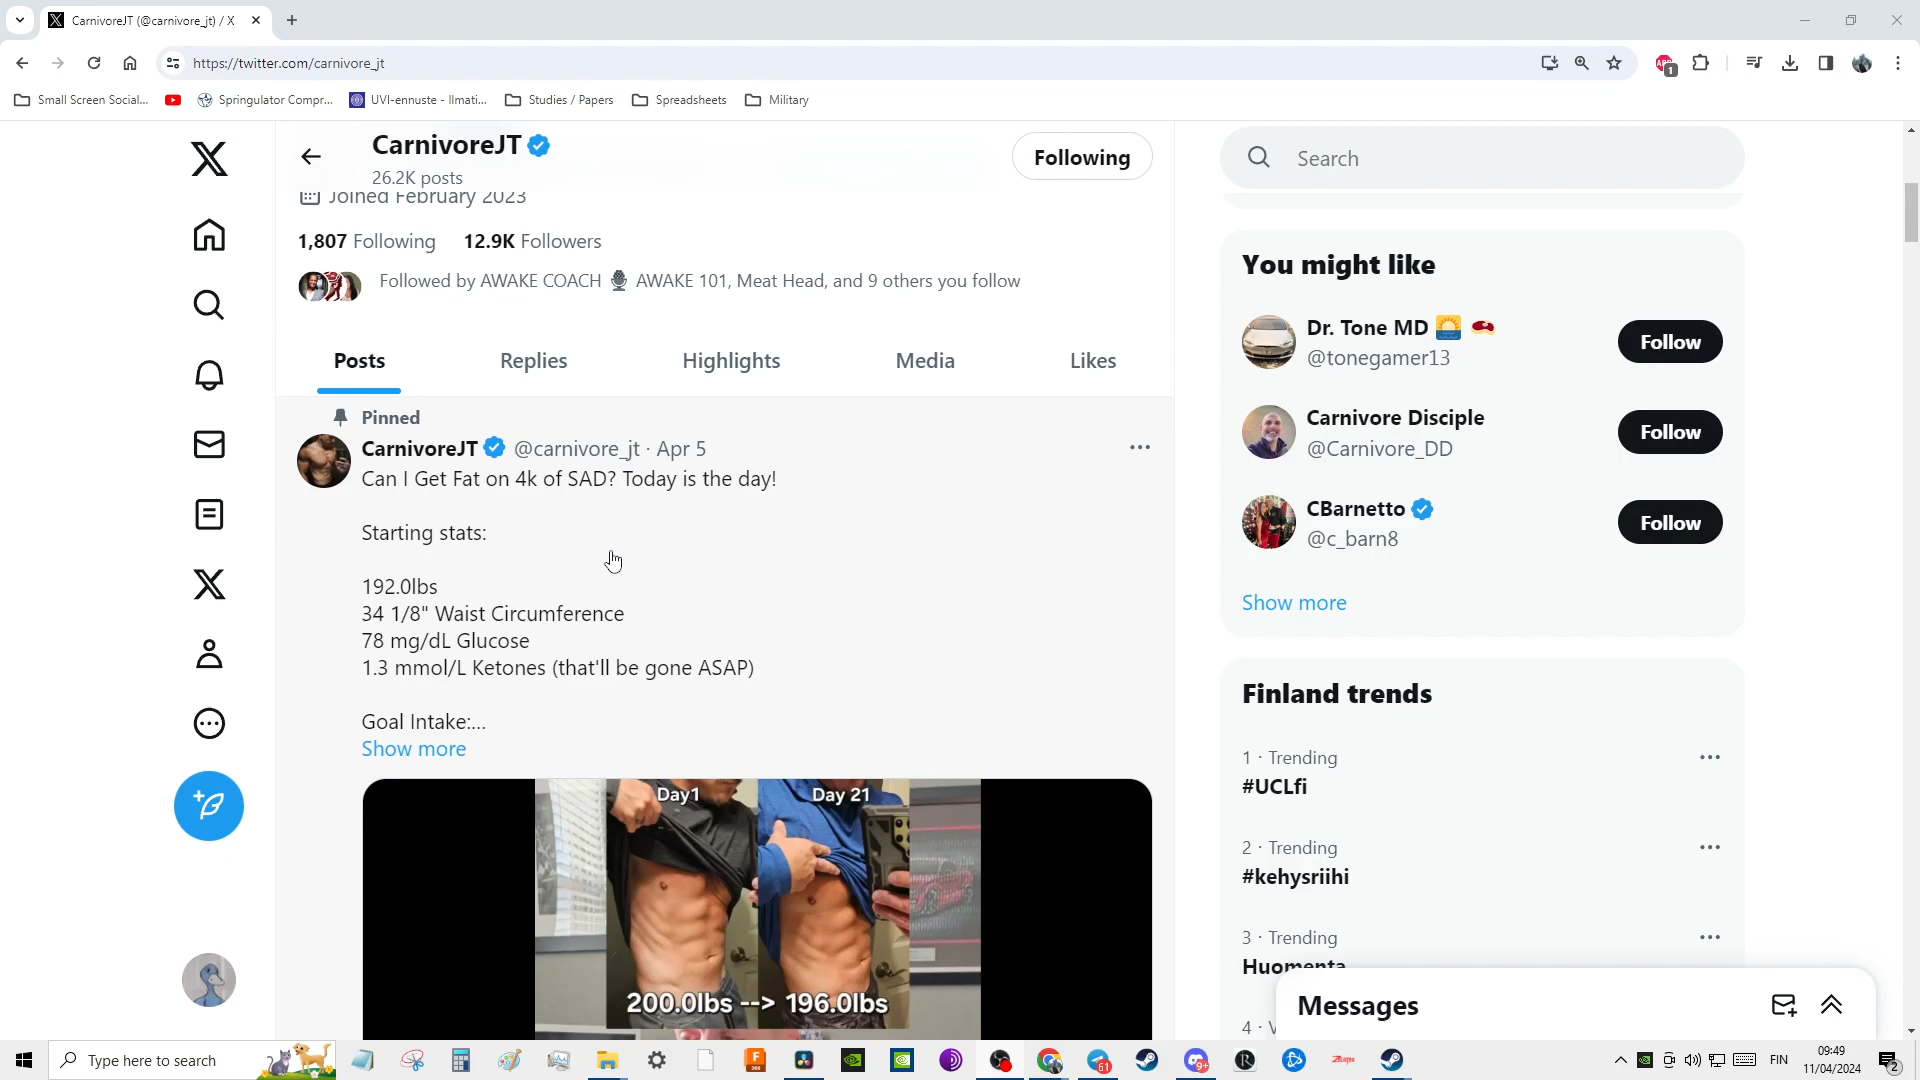 CarnivoreJT (@carnivore_jt) / X
https://twitter.com/carnivore_jt
Small Screen Social...
Springulator Compr...
UVI-ennuste - Ilmati...
Studies / Papers
Spreadsheets
Military
CarnivoreJT
26.2K posts
Following
Joined February 2023
1,807 Following 12.9K Followers
Followed by AWAKE COACH AWAKE 101, Meat Head, and 9 others you follow
Posts Replies Highlights Media Likes
Pinned
CarnivoreJT @carnivore_jt · Apr 5
Can I Get Fat on 4k of SAD? Today is the day!
Starting stats:
192.0lbs
34 1/8" Waist Circumference
78 mg/dL Glucose
1.3 mmol/L Ketones (that'll be gone ASAP)
Goal Intake:...
Show more
Day1 Day 21
200.0lbs --> 196.0lbs
Search
You might like
Dr. Tone MD
@tonegamer13
Follow
Carnivore Disciple
@Carnivore_DD
Follow
CBarnetto
@c_barn8
Follow
Show more
Finland trends
1 · Trending
#UCLfi
2 · Trending
#kehysriihi
3 · Trending
Huomenta
4 · V
Messages
Type here to search
FIN
09:49
11/04/2024